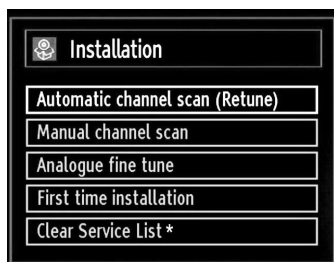 Installation
Automatic channel scan (Retune)
Manual channel scan
Analogue fine tune
First time installation
Clear Service List *